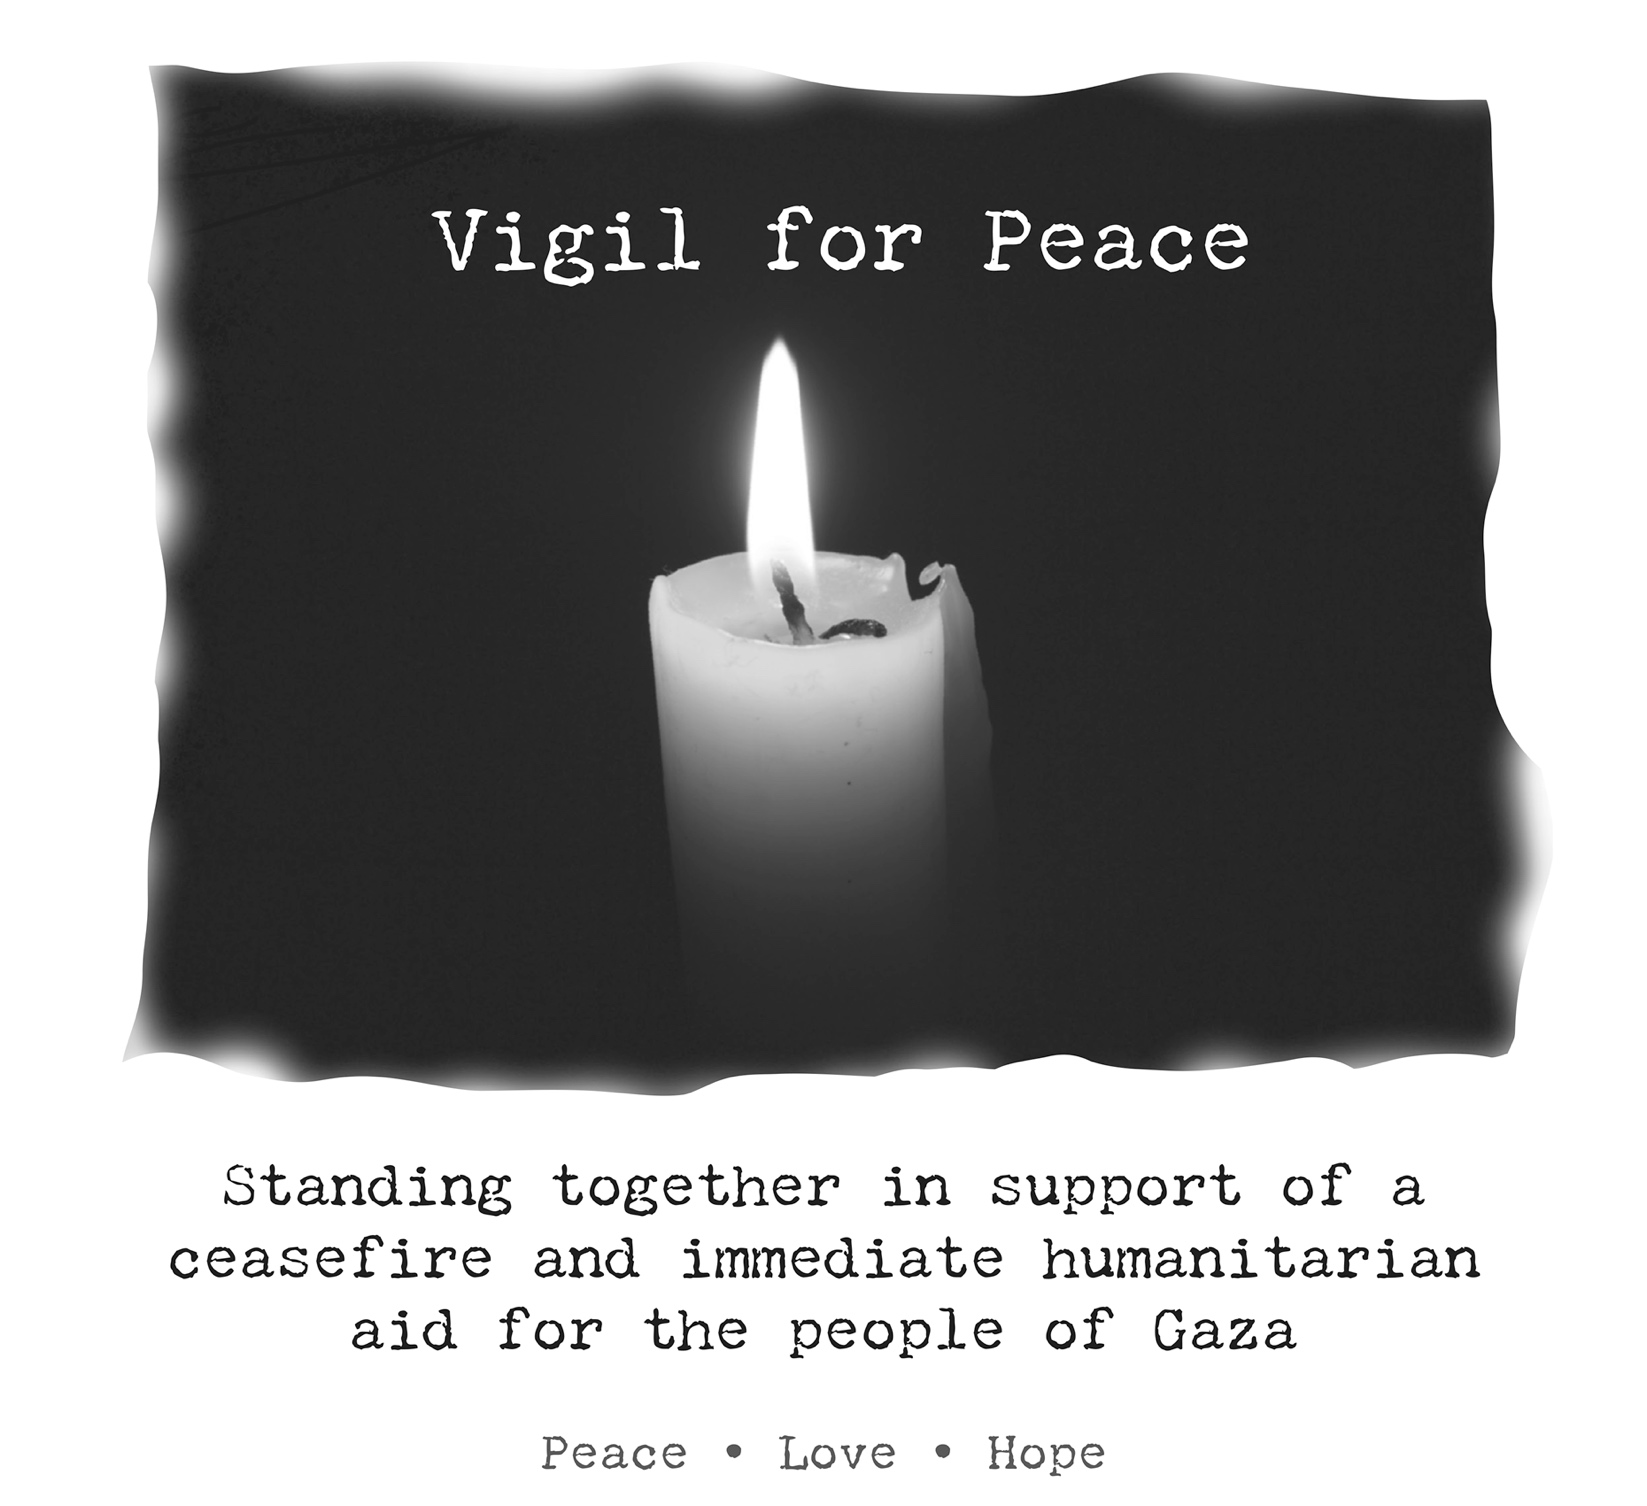 Vigil for Peace
Standing together in support of a
ceasefire and immediate humanitarian
aid for the people of Gaza
Peace • Love • Hope